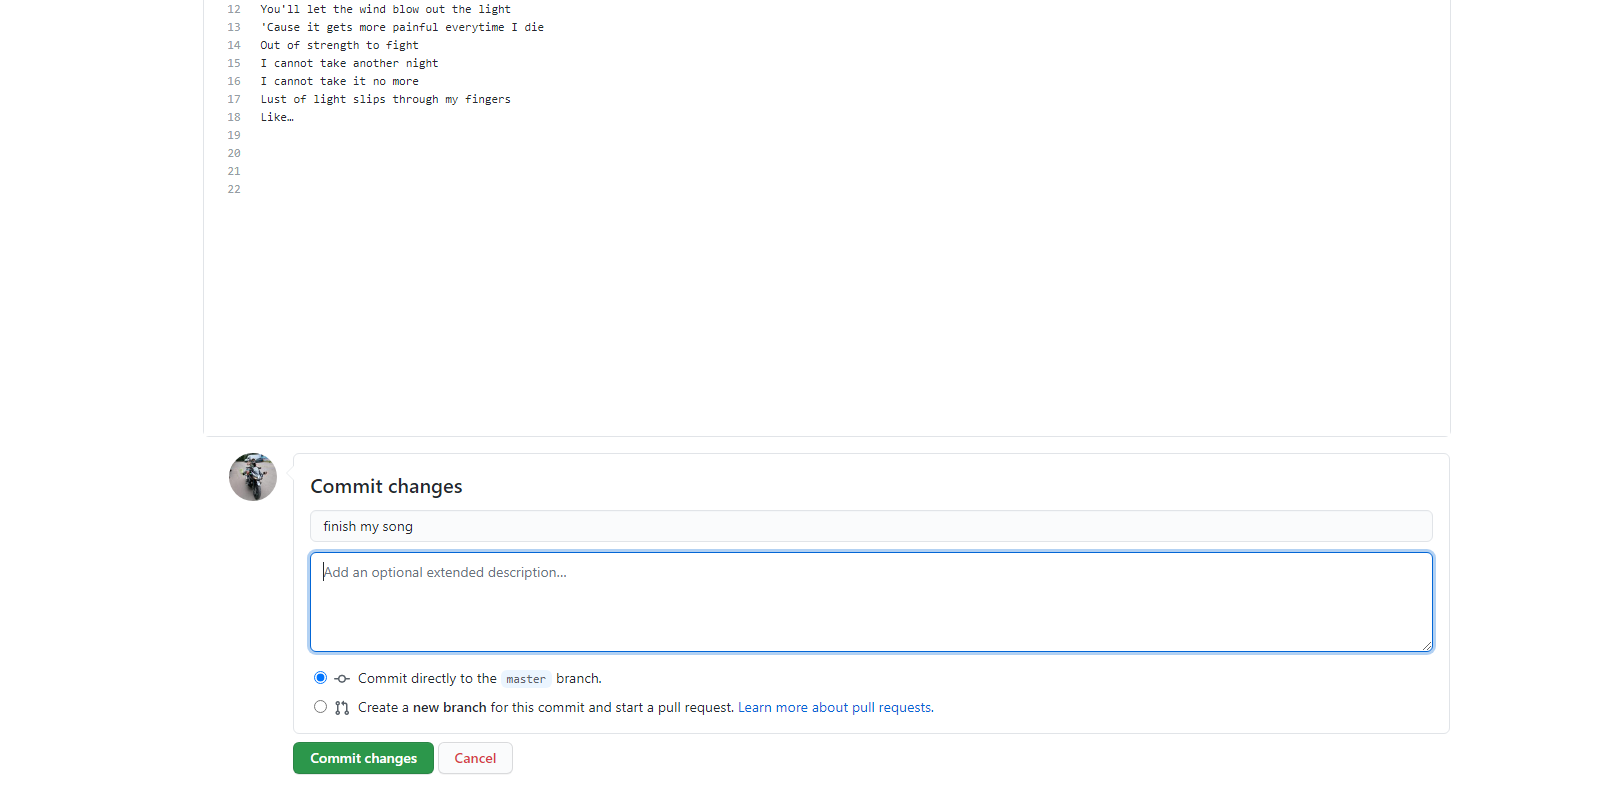 12 You'll let the wind blow out the light
13 'Cause it gets more painful everytime I die
14 Out of strength to fight
15 I cannot take another night
16 I cannot take it no more
17 Lust of light slips through my fingers
18 Like…
19
20
21
22
Commit changes
finish my song
Add an optional extended description…
Commit directly to the master branch.
Create a new branch for this commit and start a pull request. Learn more about pull requests.
Commit changes Cancel